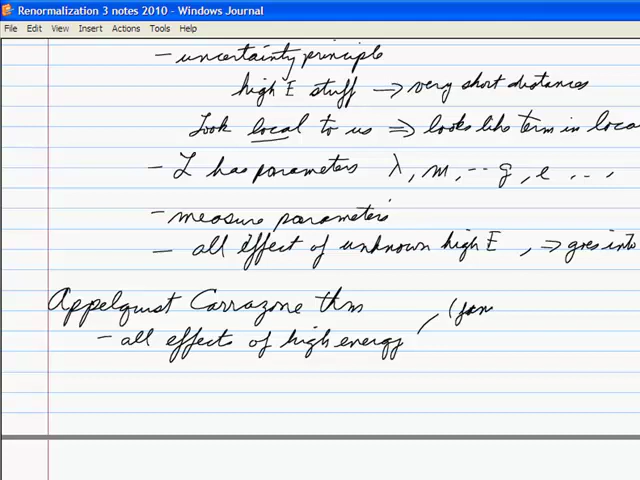 Renormalization 3 notes 2010 - Windows Journal
File Edit View Insert Actions Tools Help
- uncertainty principle
high E stuff → very short distances
Look local to us ⇒ looks like term in loca
- L has parameters λ, m, ... g, e ...,
- measure parameters
- all effect of unknown high E, ⇒ goes into
Appelquist Carrazone thm
- all effects of high energy , (